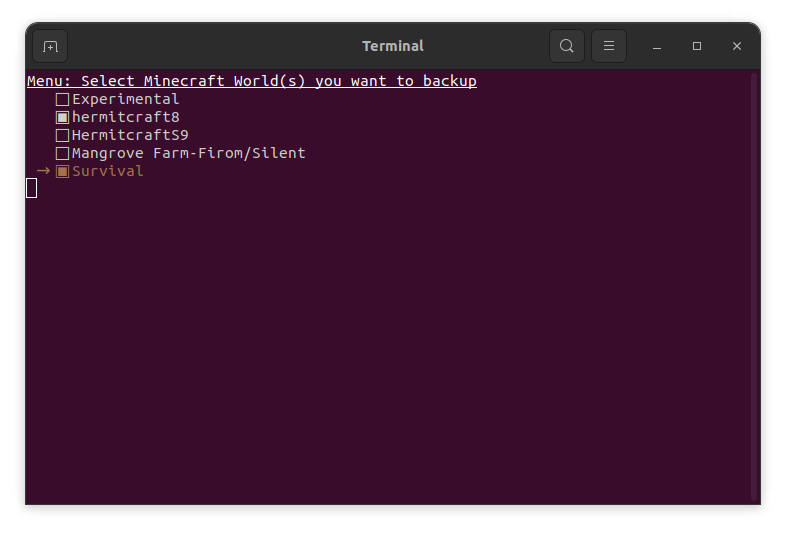 Terminal
Menu: Select Minecraft World(s) you want to backup
Experimental
hermitcraft8
HermitcraftS9
Mangrove Farm-Firom/Silent
→ Survival